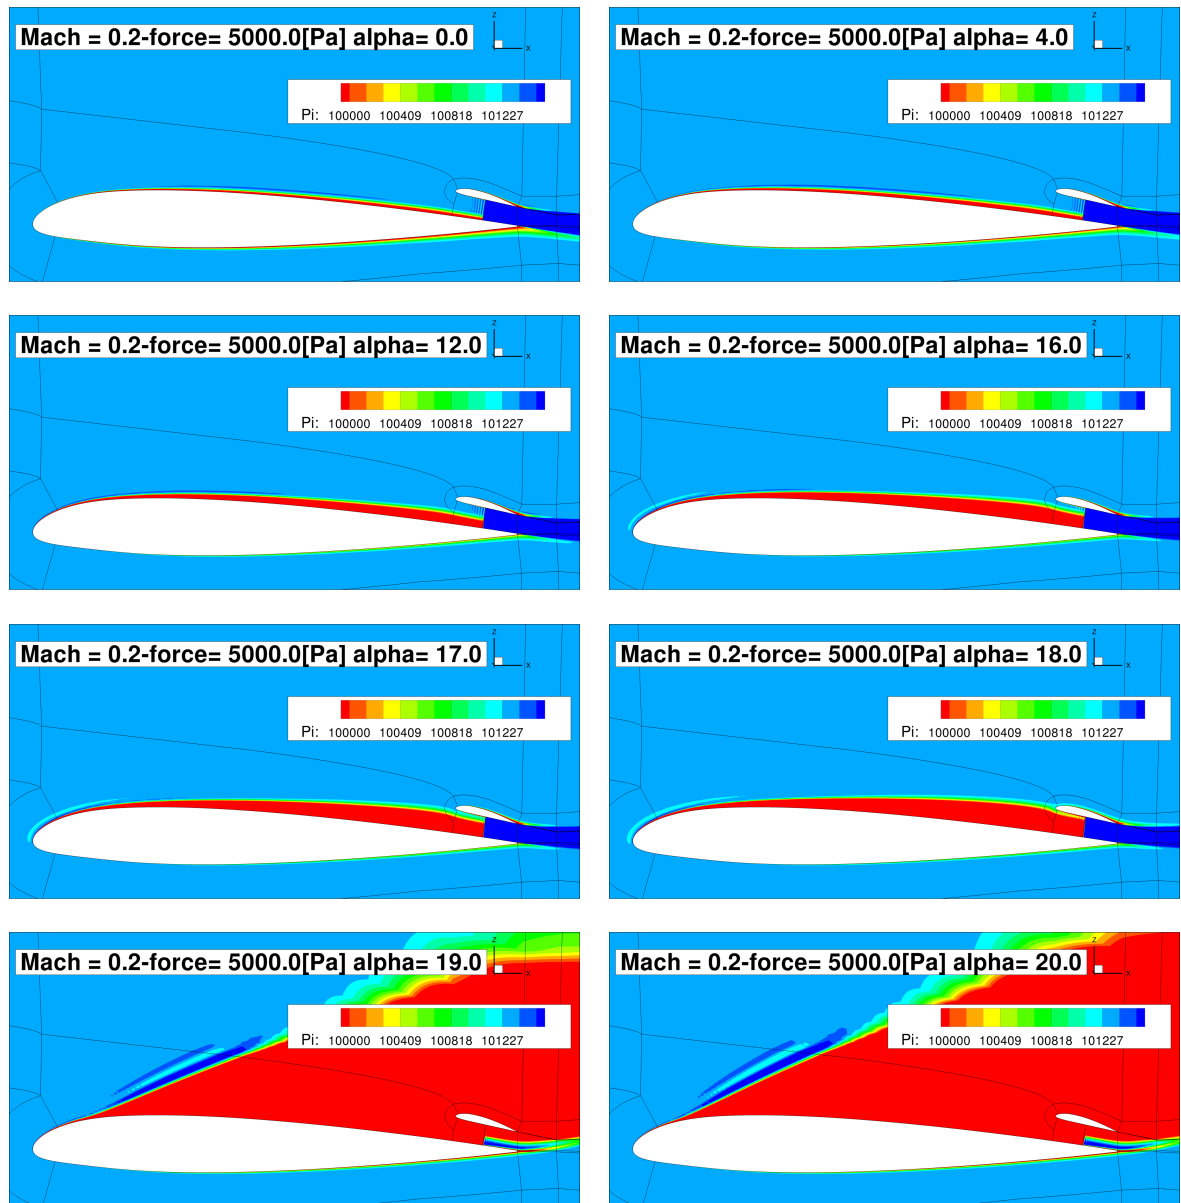 Mach = 0.2-force= 5000.0[Pa] alpha= 0.0
z
x
Pi: 100000 100409 100818 101227
Mach = 0.2-force= 5000.0[Pa] alpha= 4.0
z
x
Pi: 100000 100409 100818 101227
Mach = 0.2-force= 5000.0[Pa] alpha= 12.0
z
x
Pi: 100000 100409 100818 101227
Mach = 0.2-force= 5000.0[Pa] alpha= 16.0
z
x
Pi: 100000 100409 100818 101227
Mach = 0.2-force= 5000.0[Pa] alpha= 17.0
z
x
Pi: 100000 100409 100818 101227
Mach = 0.2-force= 5000.0[Pa] alpha= 18.0
z
x
Pi: 100000 100409 100818 101227
Mach = 0.2-force= 5000.0[Pa] alpha= 19.0
z
x
Pi: 100000 100409 100818 101227
Mach = 0.2-force= 5000.0[Pa] alpha= 20.0
z
x
Pi: 100000 100409 100818 101227